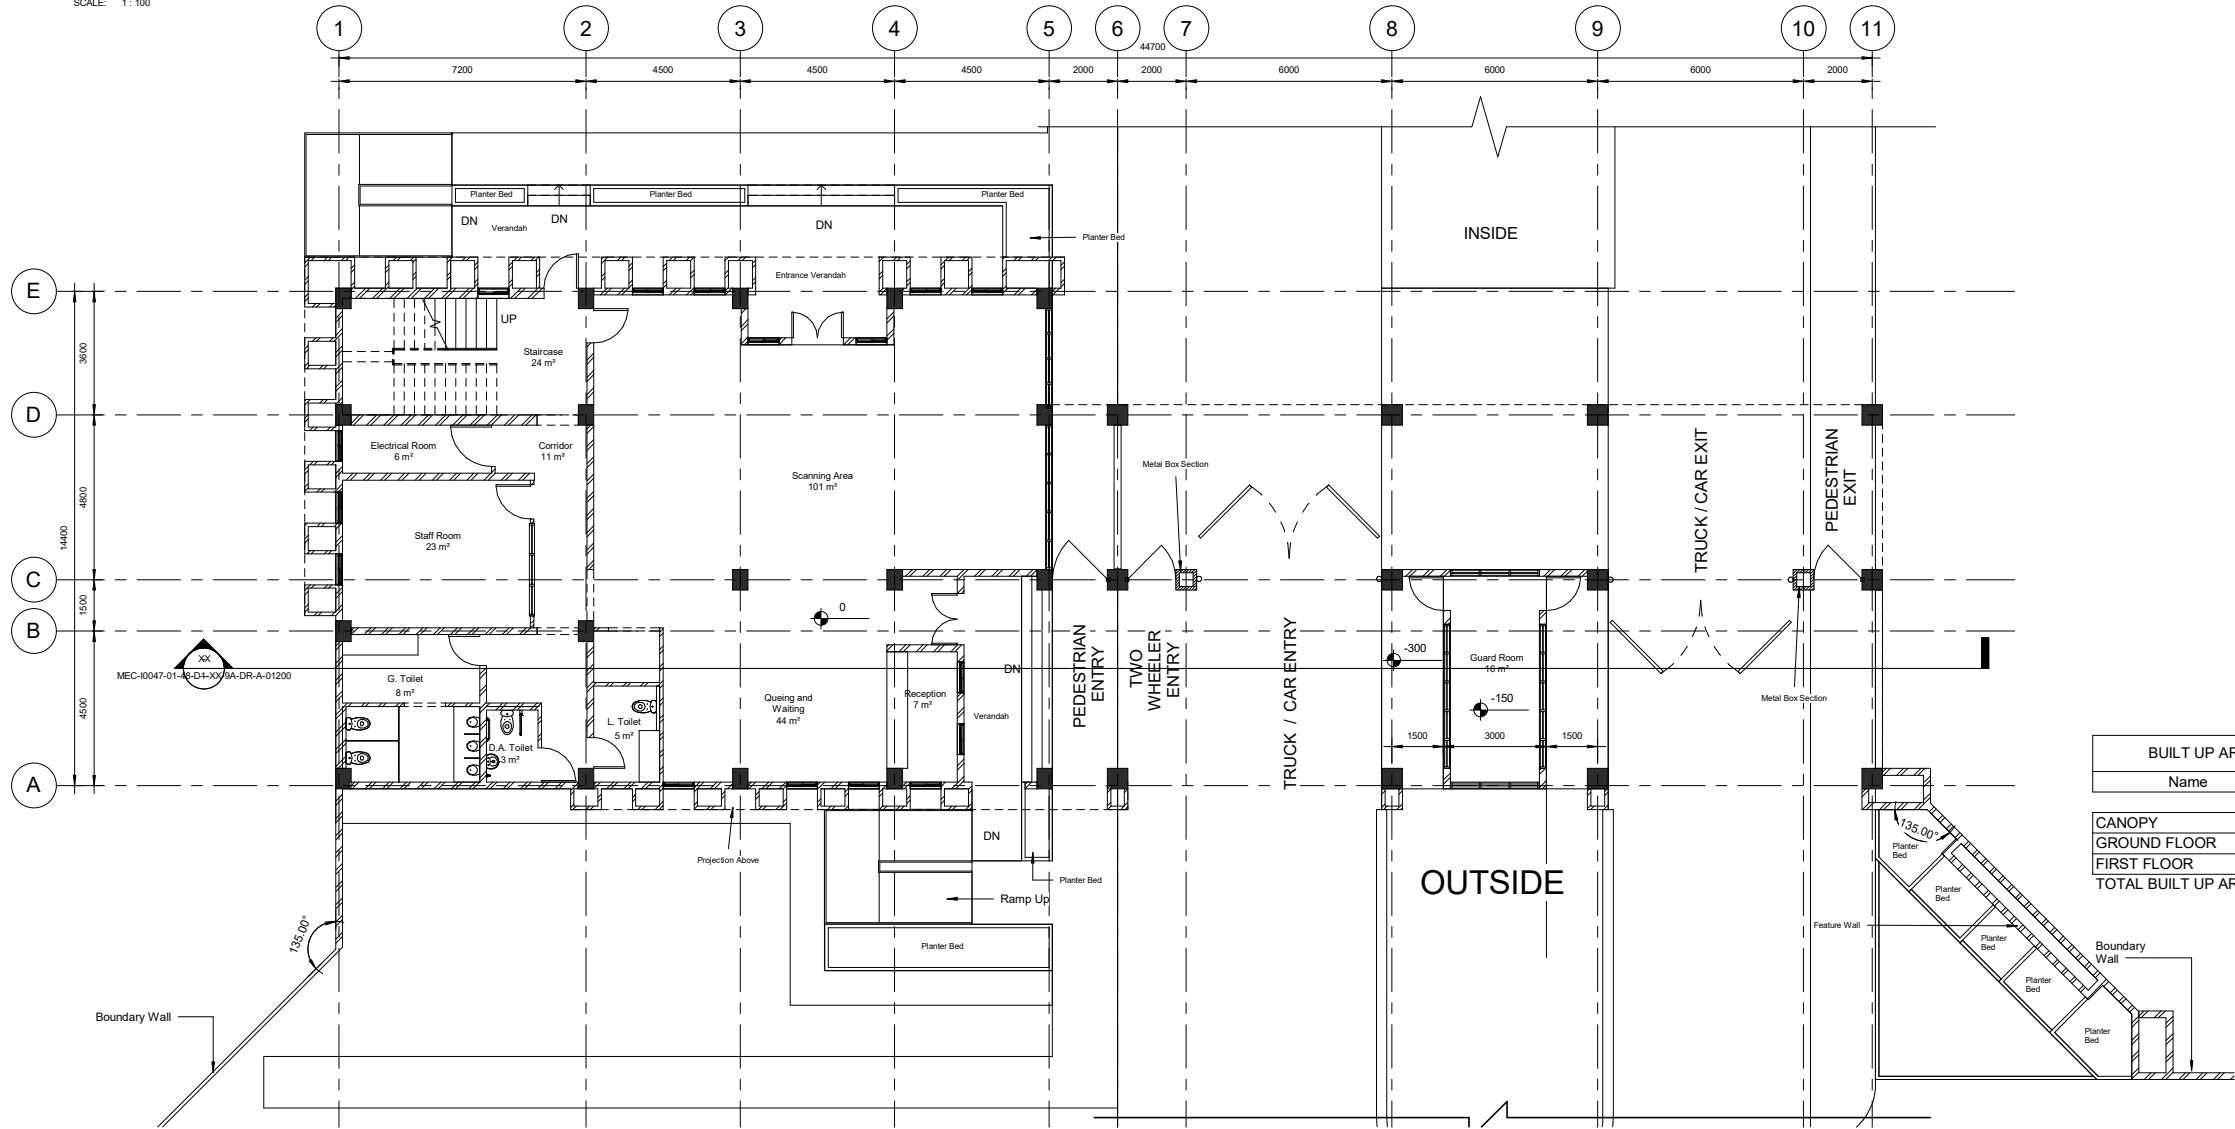 SCALE: 1 : 100
1
2
3
4
5
6
7
8
9
10
11
44700
7200
4500
4500
4500
2000
2000
6000
6000
6000
2000
Planter Bed
Planter Bed
Planter Bed
DN
DN
DN
Verandah
Planter Bed
INSIDE
Entrance Verandah
E
D
C
B
A
3600
4800
1500
4500
14400
UP
Staircase
24 m²
Electrical Room
6 m²
Corridor
11 m²
Scanning Area
101 m²
Staff Room
23 m²
Metal Box Section
TRUCK / CAR EXIT
PEDESTRIAN
EXIT
0
XX
MEC-I0047-01-48-D1-XX-9A-DR-A-01200
G. Toilet
8 m²
D.A. Toilet
3 m²
L. Toilet
5 m²
Queing and
Waiting
44 m²
Reception
7 m²
DN
Verandah
PEDESTRIAN
ENTRY
TWO
WHEELER
ENTRY
TRUCK / CAR ENTRY
-300
Guard Room
16 m²
-150
1500
3000
1500
Metal Box Section
BUILT UP AR
Name
CANOPY
GROUND FLOOR
FIRST FLOOR
TOTAL BUILT UP AR
Projection Above
DN
Planter Bed
Ramp Up
Planter Bed
OUTSIDE
135.00°
Planter
Bed
Planter
Bed
Planter
Bed
Planter
Bed
Planter
Bed
Feature Wall
Boundary
Wall
135.00°
Boundary Wall